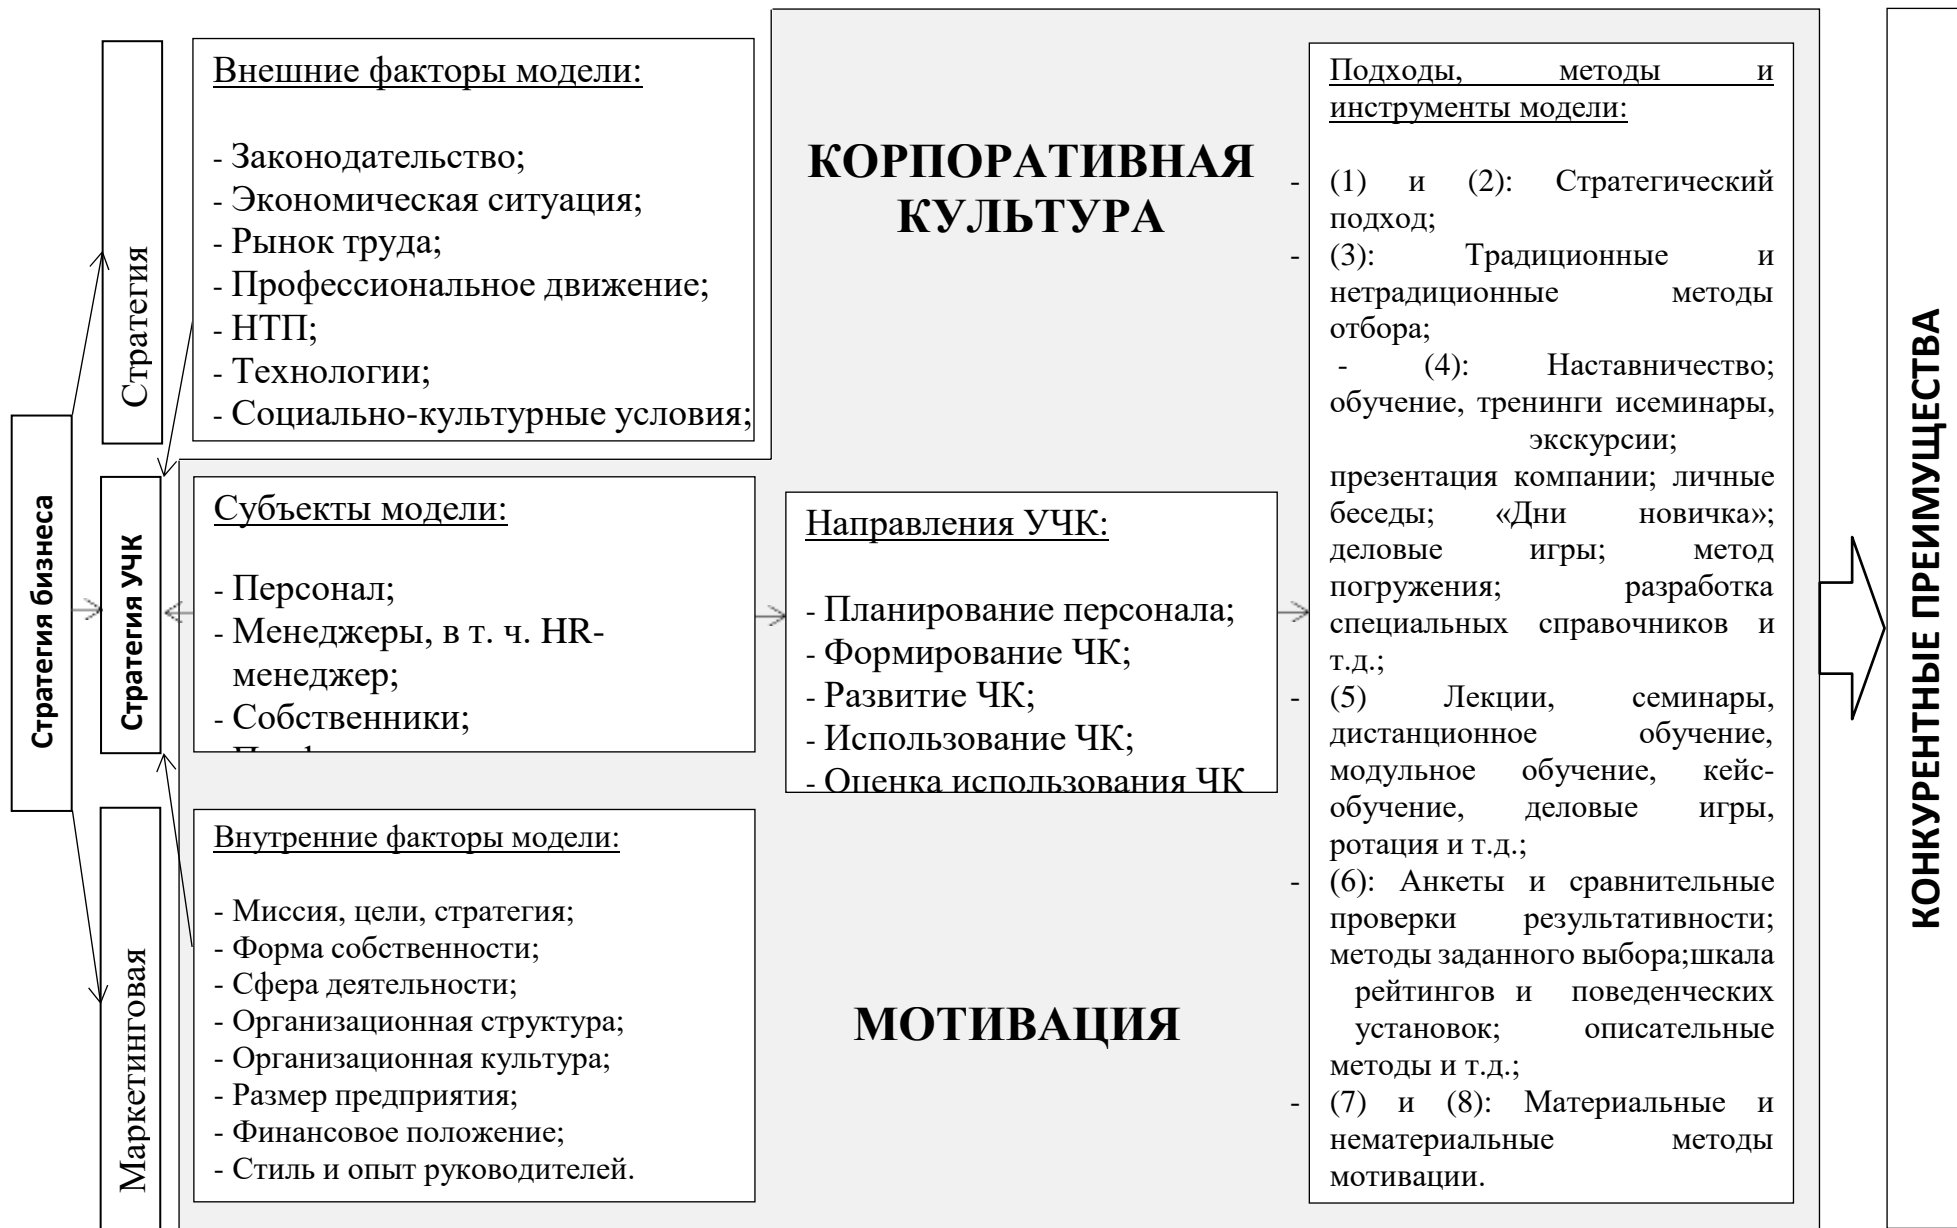 Стратегия бизнеса
Стратегия
Стратегия УЧК
Маркетинговая
Внешние факторы модели:
- Законодательство;
- Экономическая ситуация;
- Рынок труда;
- Профессиональное движение;
- НТП;
- Технологии;
- Социально-культурные условия;
Субъекты модели:
- Персонал;
- Менеджеры, в т. ч. HR-
менеджер;
- Собственники;
Внутренние факторы модели:
- Миссия, цели, стратегия;
- Форма собственности;
- Сфера деятельности;
- Организационная структура;
- Организационная культура;
- Размер предприятия;
- Финансовое положение;
- Стиль и опыт руководителей.
КОРПОРАТИВНАЯ
КУЛЬТУРА
Направления УЧК:
- Планирование персонала;
- Формирование ЧК;
- Развитие ЧК;
- Использование ЧК;
- Оценка использования ЧК
МОТИВАЦИЯ
Подходы, методы и
инструменты модели:
- (1) и (2): Стратегический
подход;
- (3): Традиционные и
нетрадиционные методы
отбора;
- (4): Наставничество;
обучение, тренинги исеминары,
экскурсии;
презентация компании; личные
беседы; «Дни новичка»;
деловые игры; метод
погружения; разработка
специальных справочников и
т.д.;
- (5) Лекции, семинары,
дистанционное обучение,
модульное обучение, кейс-
обучение, деловые игры,
ротация и т.д.;
- (6): Анкеты и сравнительные
проверки результативности;
методы заданного выбора;шкала
рейтингов и поведенческих
установок; описательные
методы и т.д.;
- (7) и (8): Материальные и
нематериальные методы
мотивации.
КОНКУРЕНТНЫЕ ПРЕИМУЩЕСТВА